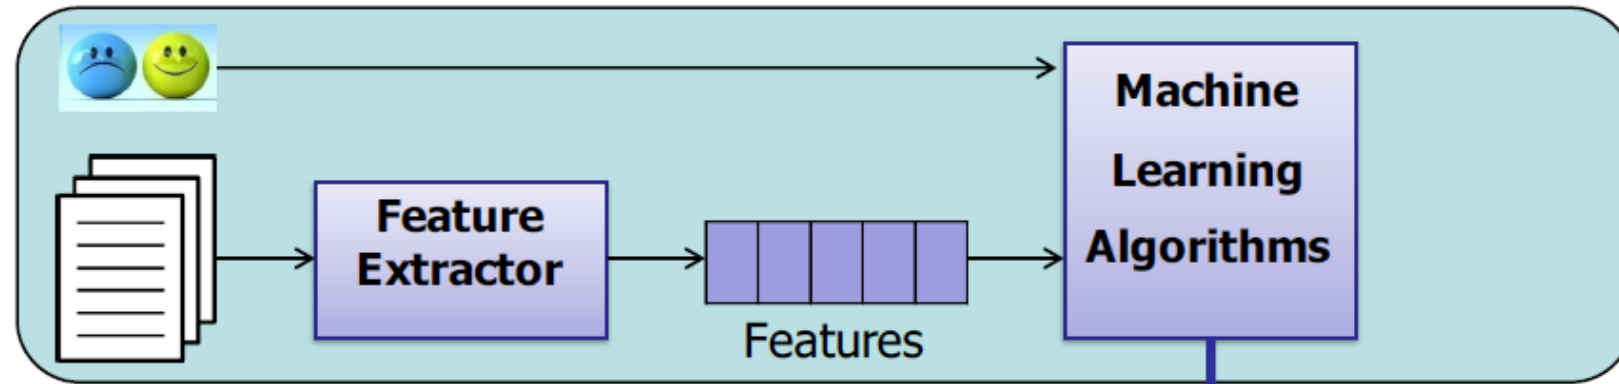 Feature
Extractor
Features
Machine
Learning
Algorithms